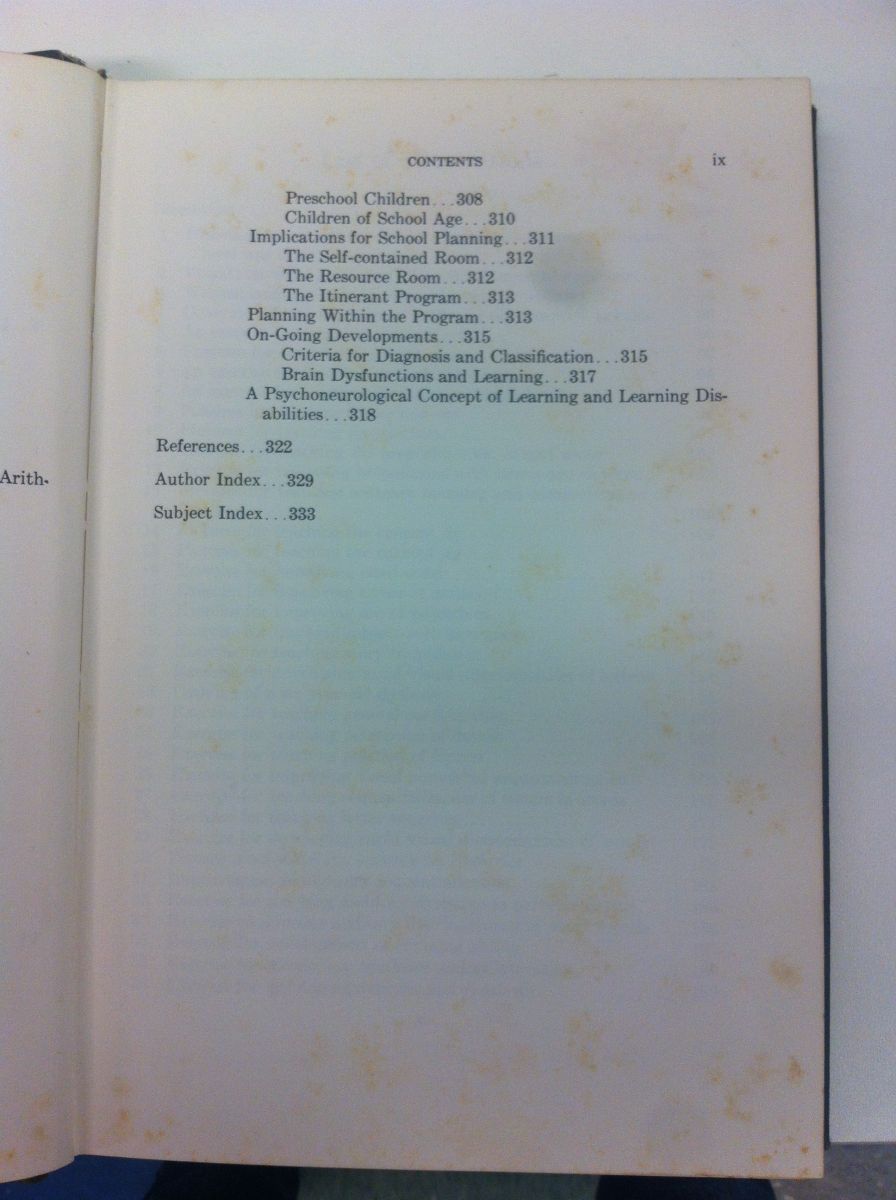 Arith-
CONTENTS ix
Preschool Children...308
Children of School Age...310
Implications for School Planning...311
The Self-contained Room...312
The Resource Room...312
The Itinerant Program...313
Planning Within the Program...313
On-Going Developments...315
Criteria for Diagnosis and Classification...315
Brain Dysfunctions and Learning...317
A Psychoneurological Concept of Learning and Learning Dis-
abilities...318
References...322
Author Index...329
Subject Index...333